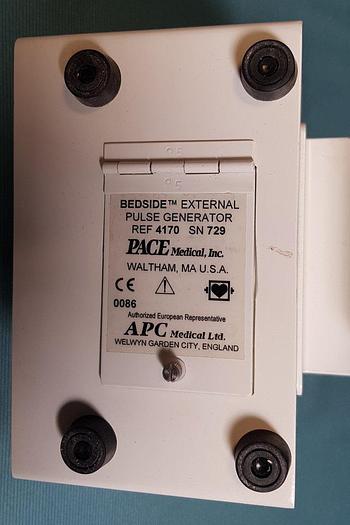 BEDSIDE™ EXTERNAL
PULSE GENERATOR
REF 4170 SN 729
PACE Medical, Inc.
WALTHAM, MA U.S.A.
CE
0086
Authorized European Representative
APC Medical Ltd.
WELWYN GARDEN CITY, ENGLAND